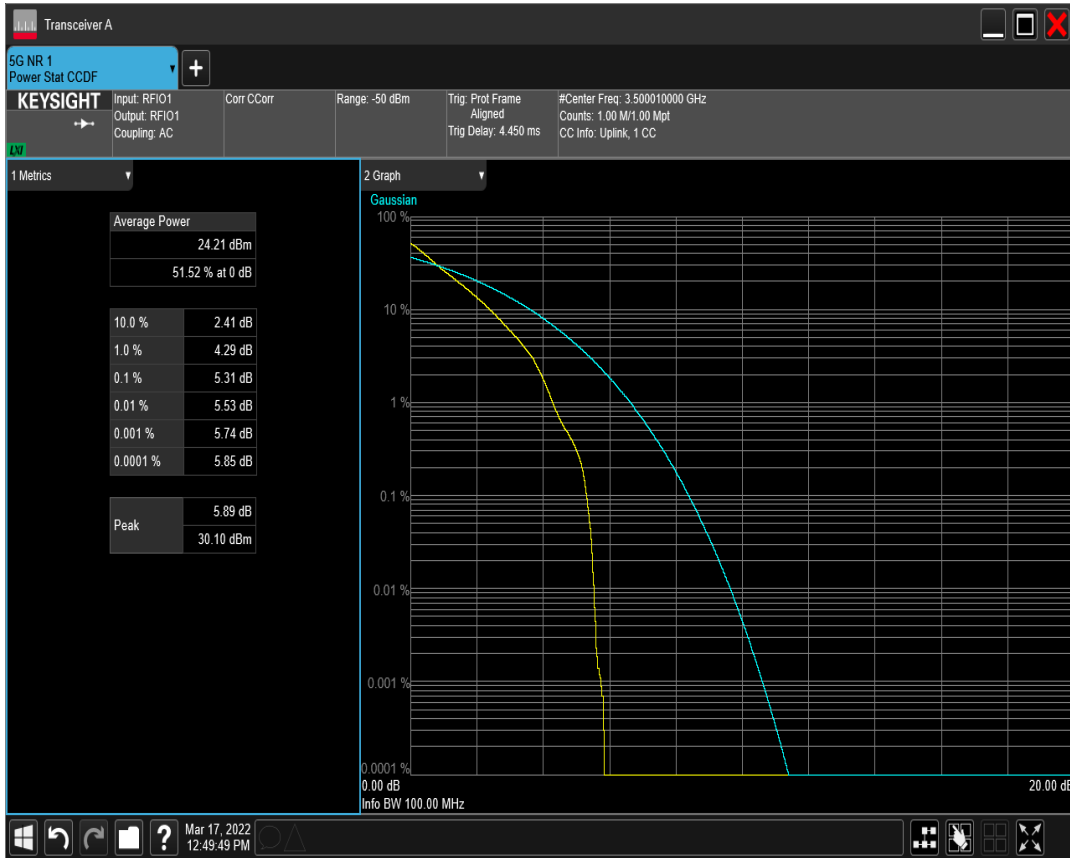 Transceiver A
5G NR 1
Power Stat CCDF
KEYSIGHT
LXI
Input: RFIO1
Output: RFIO1
Coupling: AC
Corr CCorr
Range: -50 dBm
Trig: Prot Frame
Aligned
Trig Delay: 4.450 ms
#Center Freq: 3.500010000 GHz
Counts: 1.00 M/1.00 Mpt
CC Info: Uplink, 1 CC
1 Metrics
Average Power
24.21 dBm
51.52 % at 0 dB
10.0 % 2.41 dB
1.0 % 4.29 dB
0.1 % 5.31 dB
0.01 % 5.53 dB
0.001 % 5.74 dB
0.0001 % 5.85 dB
Peak 5.89 dB
30.10 dBm
2 Graph
Gaussian
100 %
10 %
1 %
0.1 %
0.01 %
0.001 %
0.0001 %
0.00 dB 20.00 dB
Info BW 100.00 MHz
?
Mar 17, 2022
12:49:49 PM